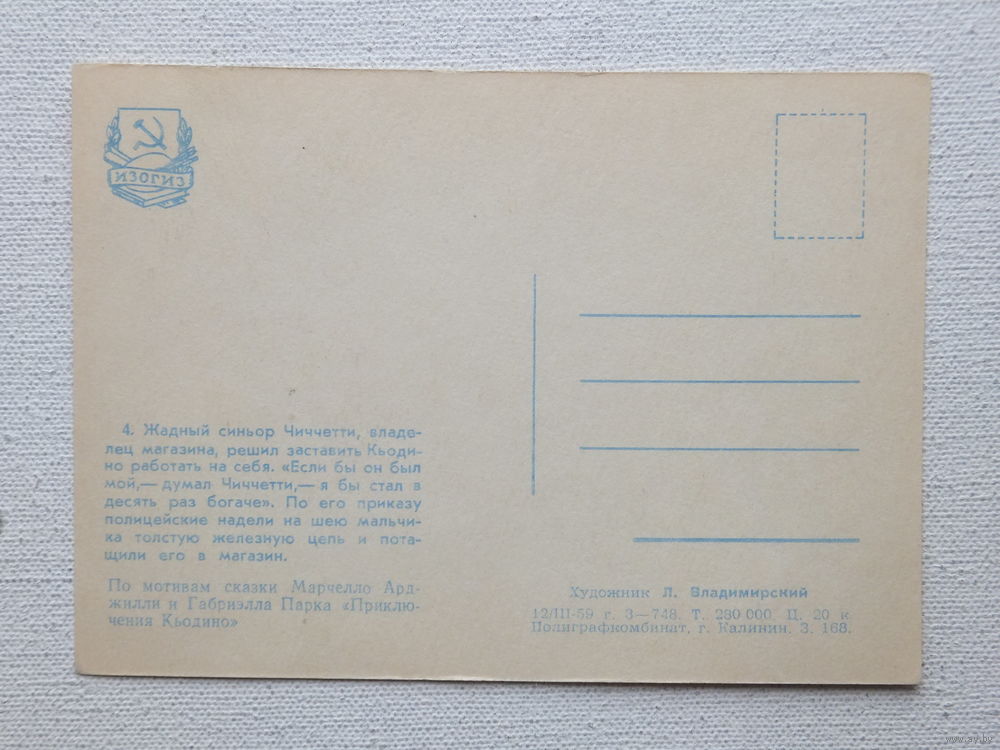 ИЗОГИЗ
4. Жадный синьор Чиччетти, владе-
лец магазина, решил заставить Кьоди-
но работать на себя. «Если бы он был
мой,— думал Чиччетти,— я бы стал в
десять раз богаче». По его приказу
полицейские надели на шею мальчи-
ка толстую железную цепь и пота-
щили его в магазин.
По мотивам сказки Марчелло Ард-
жилли и Габриэлла Парка «Приклю-
чения Кьодино»
Художник Л. Владимирский
12/III-59 г. З—748. Т. 280 000. Ц. 20 к.
Полиграфкомбинат, г. Калинин. З. 168.
www.ay.by